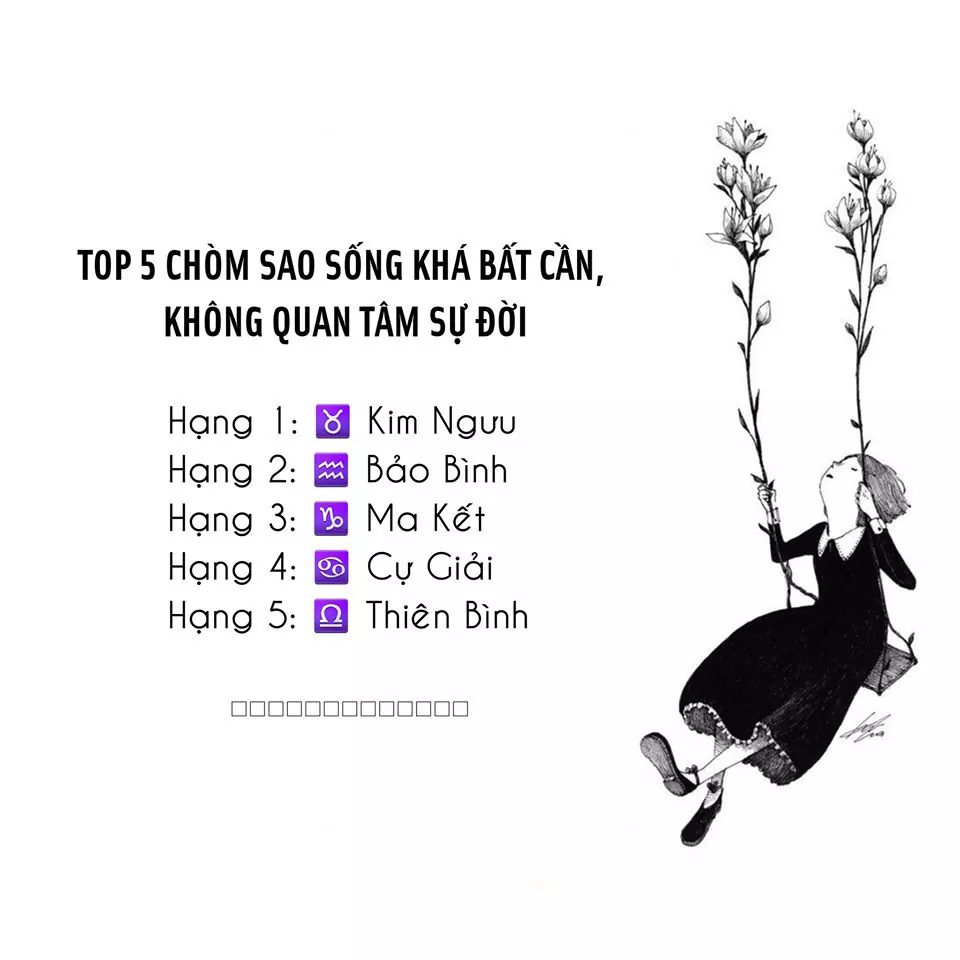 TOP 5 CHÒM SAO SỐNG KHÁ BẤT CẦN,
KHÔNG QUAN TÂM SỰ ĐỜI
Hạng 1: ♉ Kim Ngưu
Hạng 2: ♒ Bảo Bình
Hạng 3: ♑ Ma Kết
Hạng 4: ♋ Cự Giải
Hạng 5: ♎ Thiên Bình
□□□□□□□□□□□□□